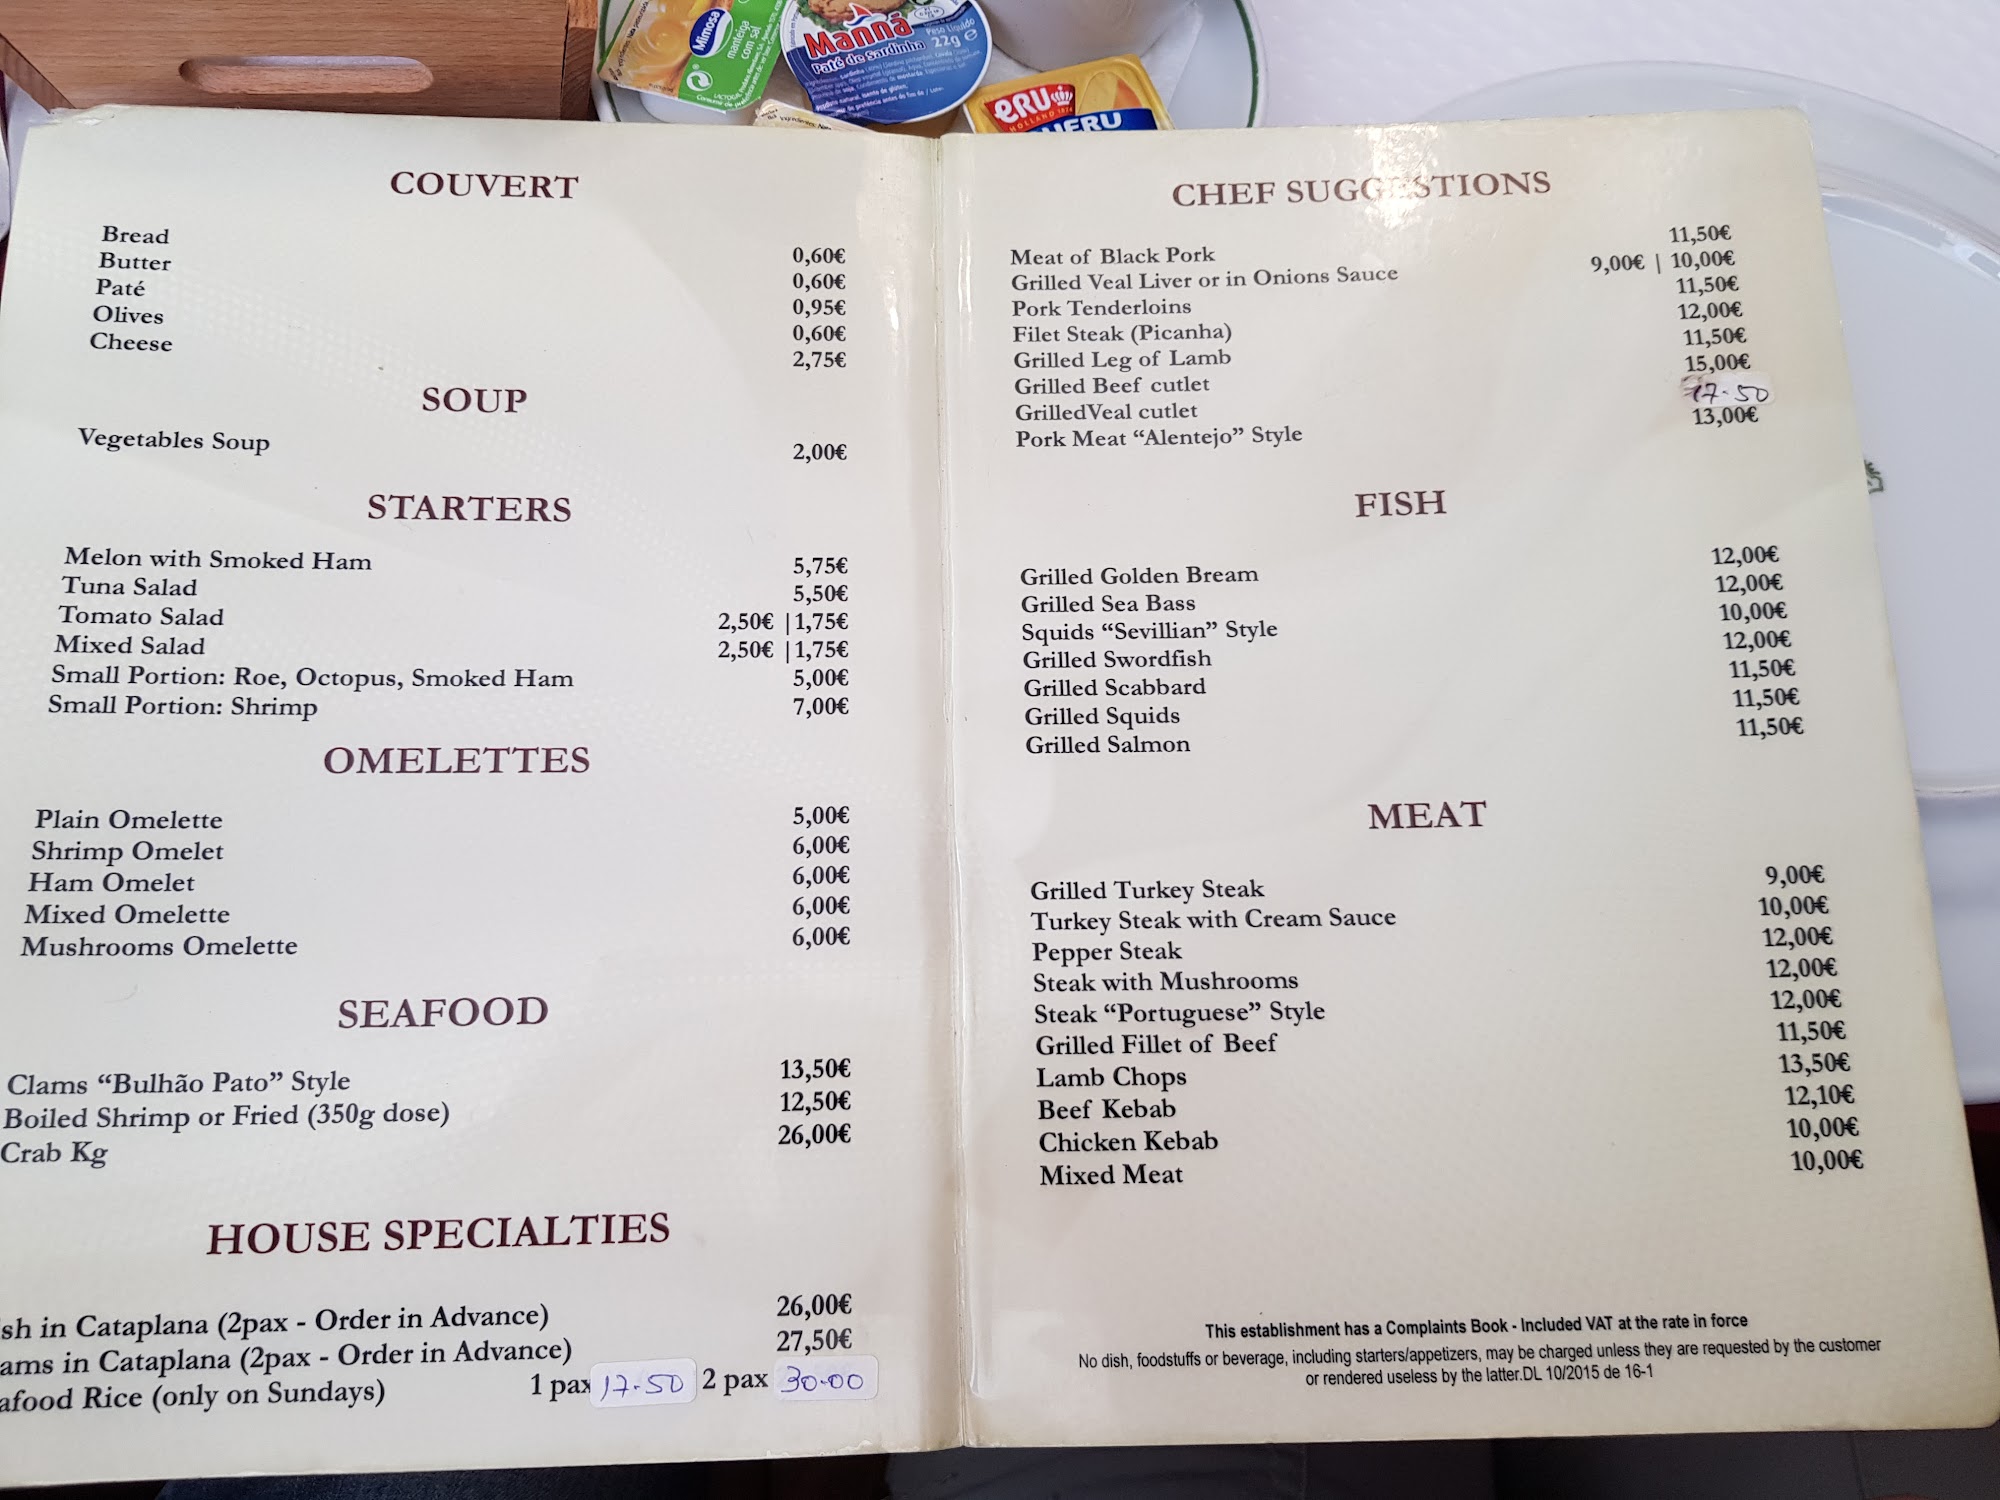 Mimosa
manteiga
com sal
Manná
Paté de Sardinha
Peso Líquido
22g e
eRU
HOLLAND
HERU
COUVERT
Bread 0,60€
Butter 0,60€
Paté 0,95€
Olives 0,60€
Cheese 2,75€
SOUP
Vegetables Soup 2,00€
STARTERS
Melon with Smoked Ham 5,75€
Tuna Salad 5,50€
Tomato Salad 2,50€ | 1,75€
Mixed Salad 2,50€ | 1,75€
Small Portion: Roe, Octopus, Smoked Ham 5,00€
Small Portion: Shrimp 7,00€
OMELETTES
Plain Omelette 5,00€
Shrimp Omelet 6,00€
Ham Omelet 6,00€
Mixed Omelette 6,00€
Mushrooms Omelette 6,00€
SEAFOOD
Clams “Bulhão Pato” Style 13,50€
Boiled Shrimp or Fried (350g dose) 12,50€
Crab Kg 26,00€
HOUSE SPECIALTIES
sh in Cataplana (2pax - Order in Advance) 26,00€
ams in Cataplana (2pax - Order in Advance) 27,50€
afood Rice (only on Sundays) 1 pax 17-50 2 pax 30-00
CHEF SUGGESTIONS
Meat of Black Pork 11,50€
Grilled Veal Liver or in Onions Sauce 9,00€ | 10,00€
Pork Tenderloins 11,50€
Filet Steak (Picanha) 12,00€
Grilled Leg of Lamb 11,50€
Grilled Beef cutlet 15,00€
GrilledVeal cutlet 17-50
Pork Meat “Alentejo” Style 13,00€
FISH
Grilled Golden Bream 12,00€
Grilled Sea Bass 12,00€
Squids “Sevillian” Style 10,00€
Grilled Swordfish 12,00€
Grilled Scabbard 11,50€
Grilled Squids 11,50€
Grilled Salmon 11,50€
MEAT
Grilled Turkey Steak 9,00€
Turkey Steak with Cream Sauce 10,00€
Pepper Steak 12,00€
Steak with Mushrooms 12,00€
Steak “Portuguese” Style 12,00€
Grilled Fillet of Beef 11,50€
Lamb Chops 13,50€
Beef Kebab 12,10€
Chicken Kebab 10,00€
Mixed Meat 10,00€
This establishment has a Complaints Book - Included VAT at the rate in force
No dish, foodstuffs or beverage, including starters/appetizers, may be charged unless they are requested by the customer
or rendered useless by the latter.DL 10/2015 de 16-1